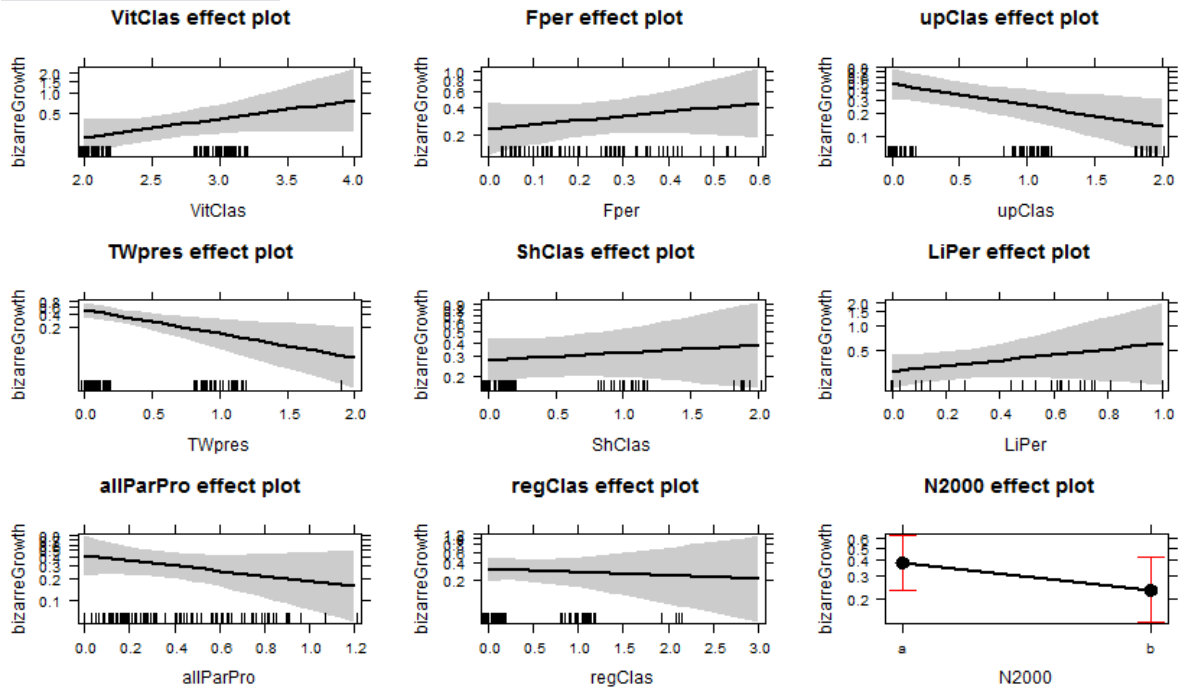 VitClas effect plot
bizarreGrowth
2.0
1.5
1.0
0.5
2.0 2.5 3.0 3.5 4.0
VitClas
Fper effect plot
bizarreGrowth
1.0
0.6
0.4
0.2
0.0 0.1 0.2 0.3 0.4 0.5 0.6
Fper
upClas effect plot
bizarreGrowth
0.3
0.2
0.1
0.0 0.5 1.0 1.5 2.0
upClas
TWpres effect plot
bizarreGrowth
0.8
0.4
0.2
0.0 0.5 1.0 1.5 2.0
TWpres
ShClas effect plot
bizarreGrowth
0.9
0.4
0.3
0.2
0.0 0.5 1.0 1.5 2.0
ShClas
LiPer effect plot
bizarreGrowth
2.0
1.5
1.0
0.5
0.0 0.2 0.4 0.6 0.8 1.0
LiPer
allParPro effect plot
bizarreGrowth
0.3
0.2
0.1
0.0 0.2 0.4 0.6 0.8 1.0 1.2
allParPro
regClas effect plot
bizarreGrowth
0.4
0.2
0.0 0.5 1.0 1.5 2.0 2.5 3.0
regClas
N2000 effect plot
bizarreGrowth
0.6
0.5
0.4
0.3
0.2
a b
N2000